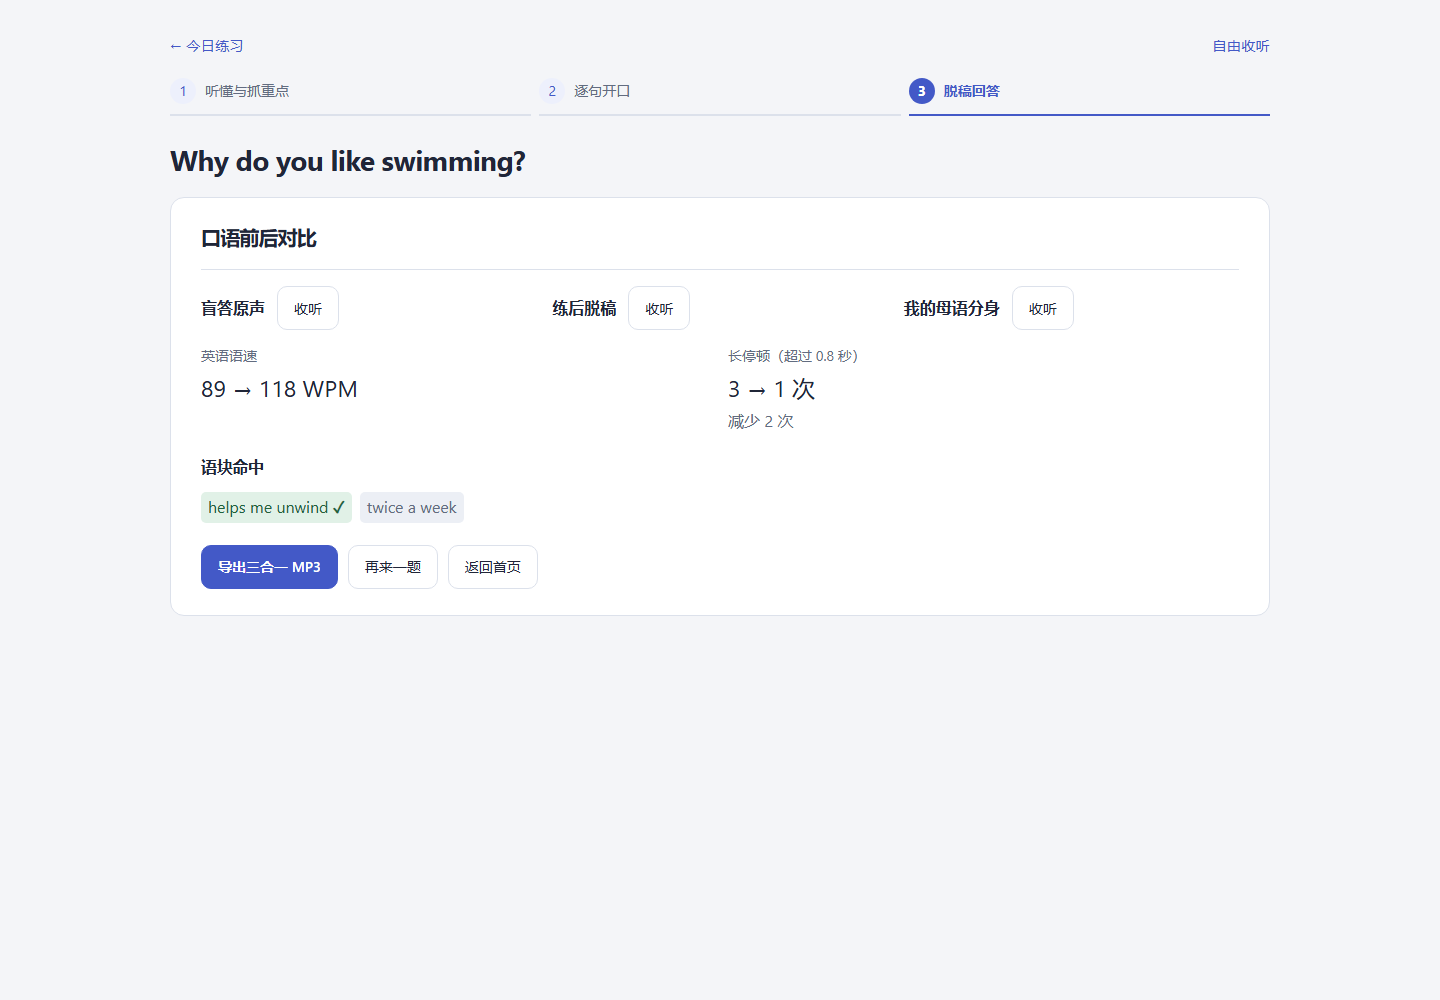 ← 今日练习 自由收听
1 听懂与抓重点 2 逐句开口 3 脱稿回答
Why do you like swimming?
口语前后对比
盲答原声 收听 练后脱稿 收听 我的母语分身 收听
英语语速 长停顿（超过 0.8 秒）
89 → 118 WPM 3 → 1 次
减少 2 次
语块命中
helps me unwind ✓ twice a week
导出三合一 MP3 再来一题 返回首页